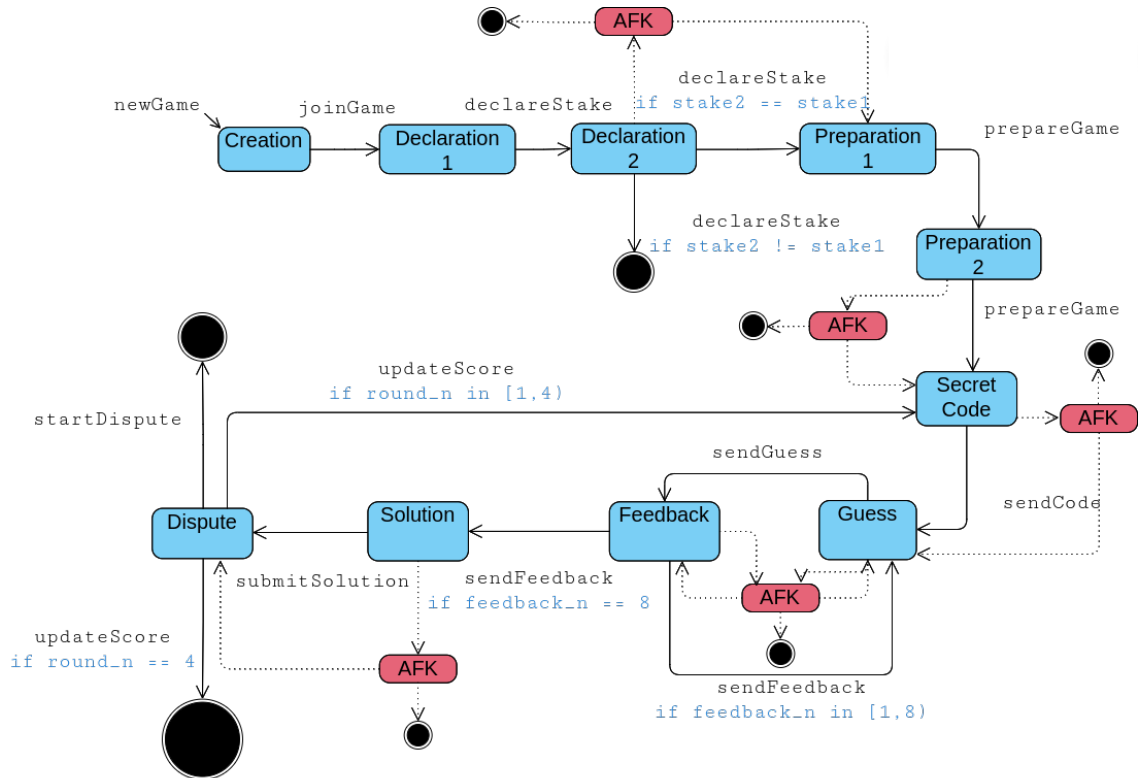 AFK
declareStake
if stake2 == stake1
newGame
joinGame
declareStake
prepareGame
Creation
Declaration
1
Declaration
2
Preparation
1
declareStake
if stake2 != stake1
Preparation
2
prepareGame
AFK
updateScore
if round_n in [1,4)
Secret
Code
AFK
startDispute
sendGuess
sendCode
Dispute
Solution
Feedback
Guess
submitSolution
sendFeedback
if feedback_n == 8
AFK
updateScore
if round_n == 4
AFK
sendFeedback
if feedback_n in [1,8)